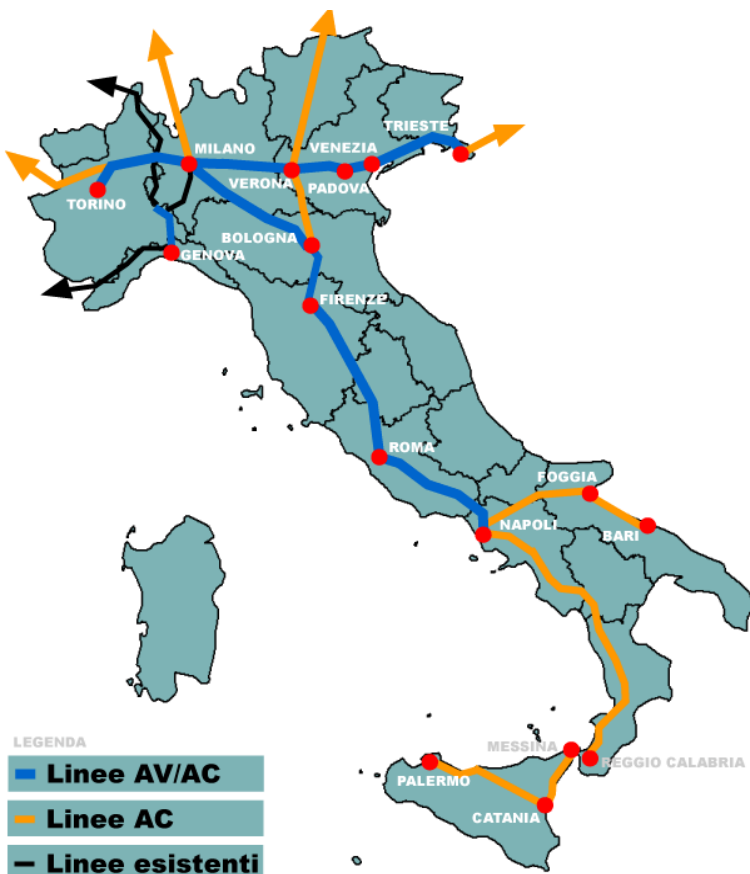 TRIESTE
MILANO
VENEZIA
VERONA
PADOVA
TORINO
BOLOGNA
GENOVA
FIRENZE
ROMA
FOGGIA
NAPOLI
BARI
LEGENDA
MESSINA
REGGIO CALABRIA
Linee AV/AC
PALERMO
CATANIA
Linee AC
Linee esistenti